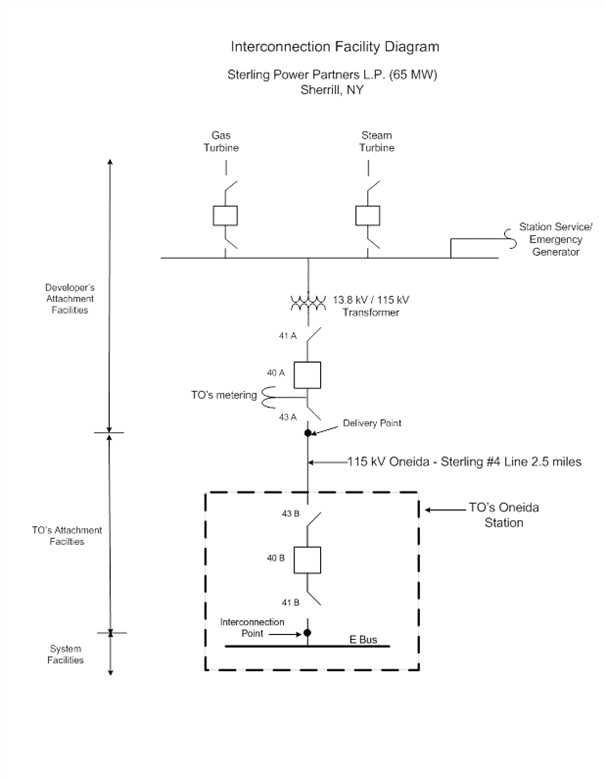 Interconnection Facility Diagram
Sterling Power Partners L.P. (65 MW)
Sherrill, NY
Gas
Turbine
Steam
Turbine
Station Service/
Emergency
Generator
Developer's
Attachment
Facilities
13.8 kV / 115 kV
Transformer
41 A
40 A
TO's metering
43 A
Delivery Point
115 kV Oneida - Sterling #4 Line 2.5 miles
TO's Oneida
Station
43 B
TO's Attachment
Facilties
40 B
41 B
Interconnection
Point
E Bus
System
Facilities